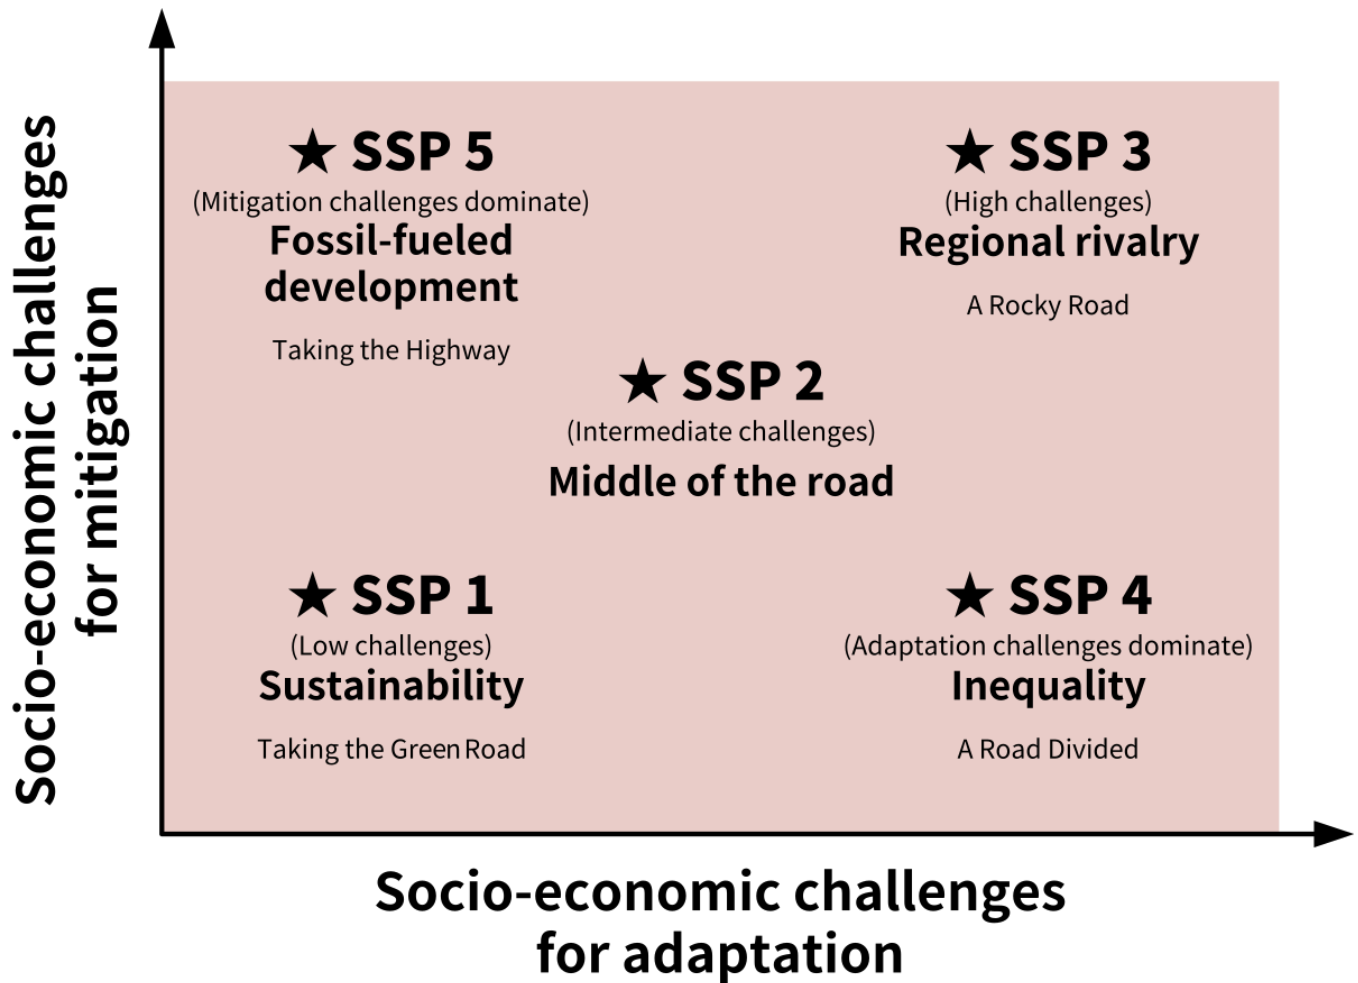 Socio-economic challenges
for mitigation
★ SSP 5
(Mitigation challenges dominate)
Fossil-fueled
development
Taking the Highway
★ SSP 3
(High challenges)
Regional rivalry
A Rocky Road
★ SSP 2
(Intermediate challenges)
Middle of the road
★ SSP 1
(Low challenges)
Sustainability
Taking the Green Road
★ SSP 4
(Adaptation challenges dominate)
Inequality
A Road Divided
Socio-economic challenges
for adaptation